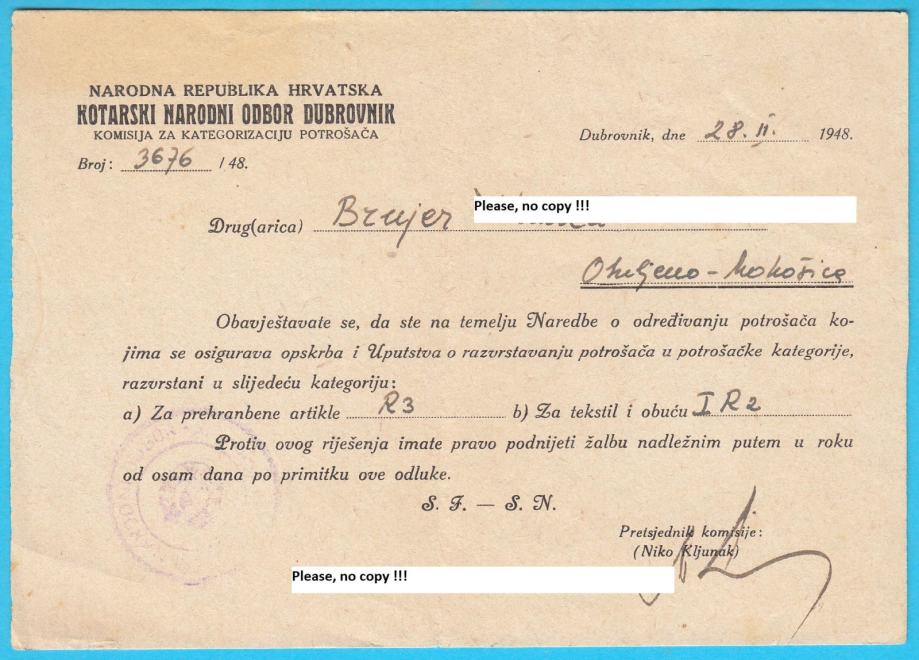 NARODNA REPUBLIKA HRVATSKA
KOTARSKI NARODNI ODBOR DUBROVNIK
KOMISIJA ZA KATEGORIZACIJU POTROŠAČA
Broj: 3676 / 48.
Dubrovnik, dne 28. II. 1948.
Please, no copy !!!
Drug(arica) Brujer
Mokošica
Obavještavate se, da ste na temelju Naredbe o određivanju potrošača ko-
jima se osigurava opskrba i Uputstva o razvrstavanju potrošača u potrošačke kategorije,
razvrstani u slijedeću kategoriju:
a) Za prehranbene artikle R3 b) Za tekstil i obuću I R2
Protiv ovog riješenja imate pravo podnijeti žalbu nadležnim putem u roku
od osam dana po primitku ove odluke.
S. F. — S. N.
Pretsjednik komisije:
(Niko Kljunak)
Please, no copy !!!